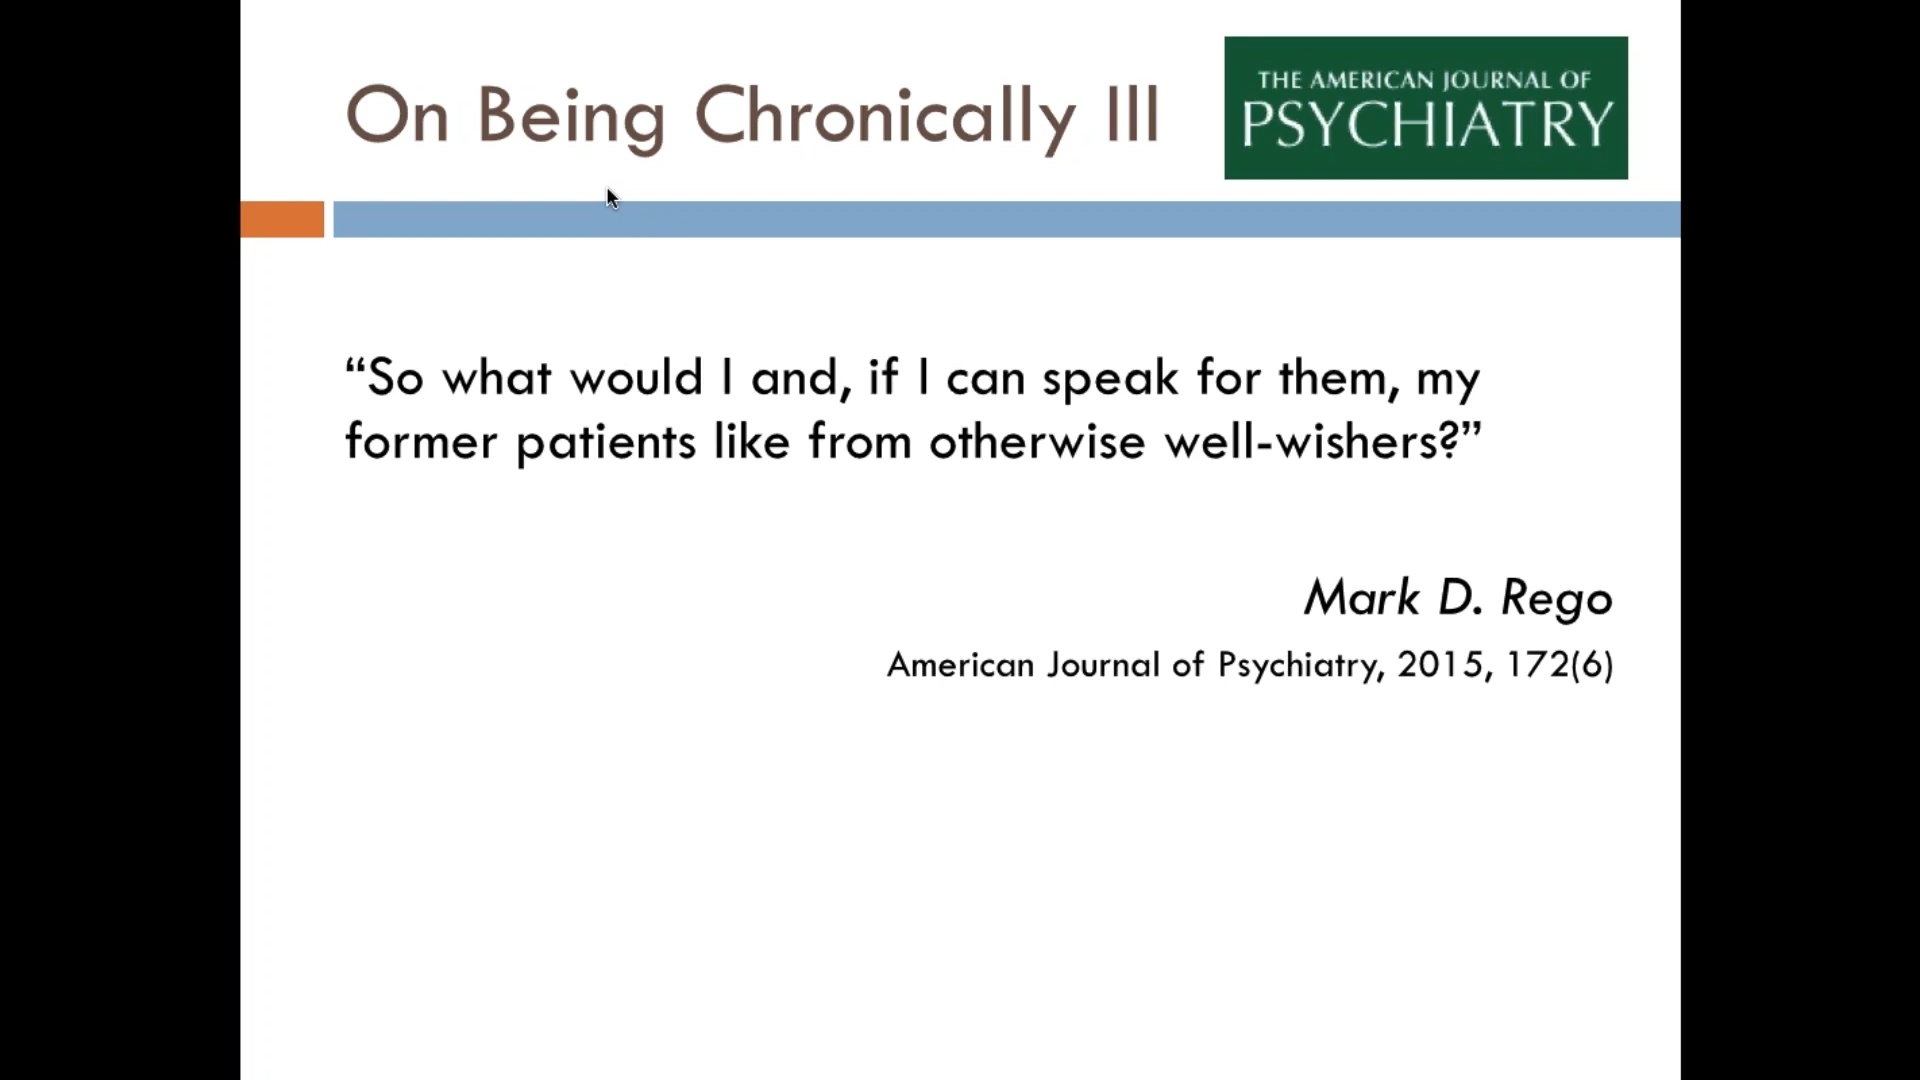 On Being Chronically Ill
THE AMERICAN JOURNAL OF
PSYCHIATRY
“So what would I and, if I can speak for them, my
former patients like from otherwise well-wishers?”
Mark D. Rego
American Journal of Psychiatry, 2015, 172(6)